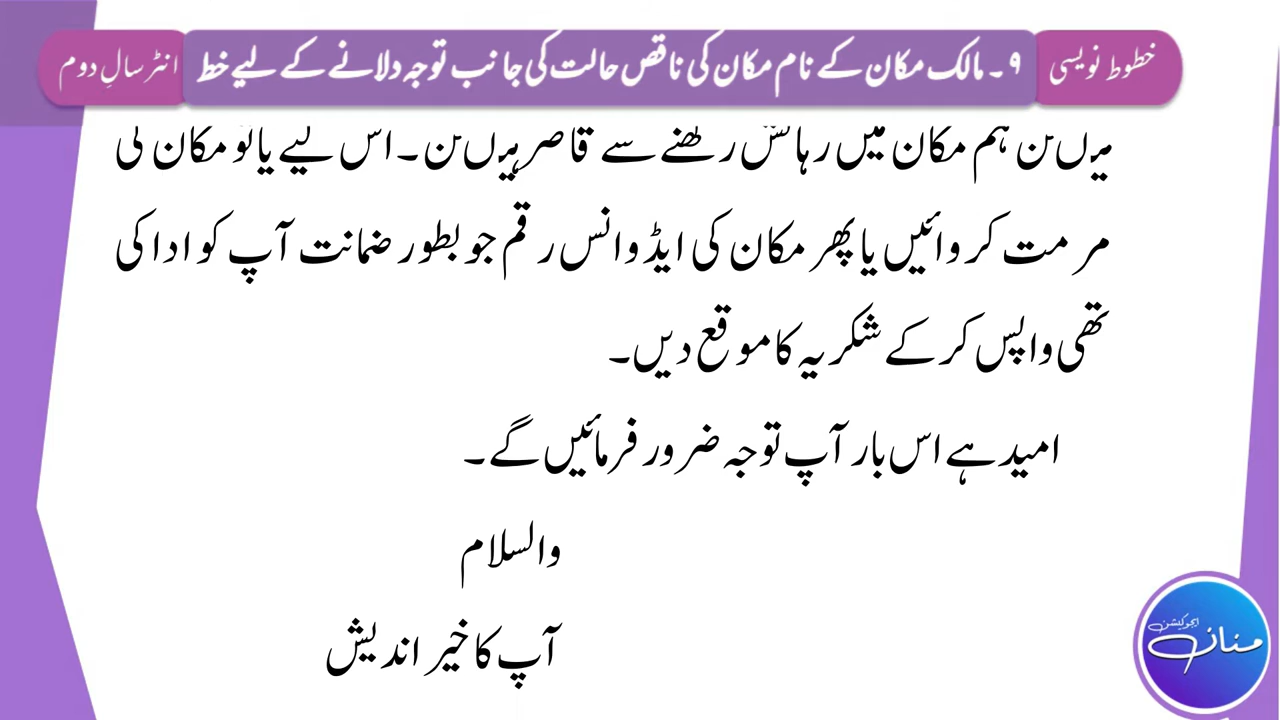 خطوط نویسی
۹۔ مالک مکان کے نام مکان کی ناقص حالت کی جانب توجہ دلانے کے لیے خط
انٹر سالِ دوم
ہم مکان میں رہائش رکھنے سے قاصر ہیں۔ اس لیے یا تو مکان کی
مرمت کروائیں یا پھر مکان کی ایڈوانس رقم جو بطور ضمانت آپ کو ادا کی
تھی واپس کر کے شکریہ کا موقع دیں۔
امید ہے اس بار آپ توجہ ضرور فرمائیں گے۔
والسلام
آپ کا خیر اندیش
ایجوکیشن